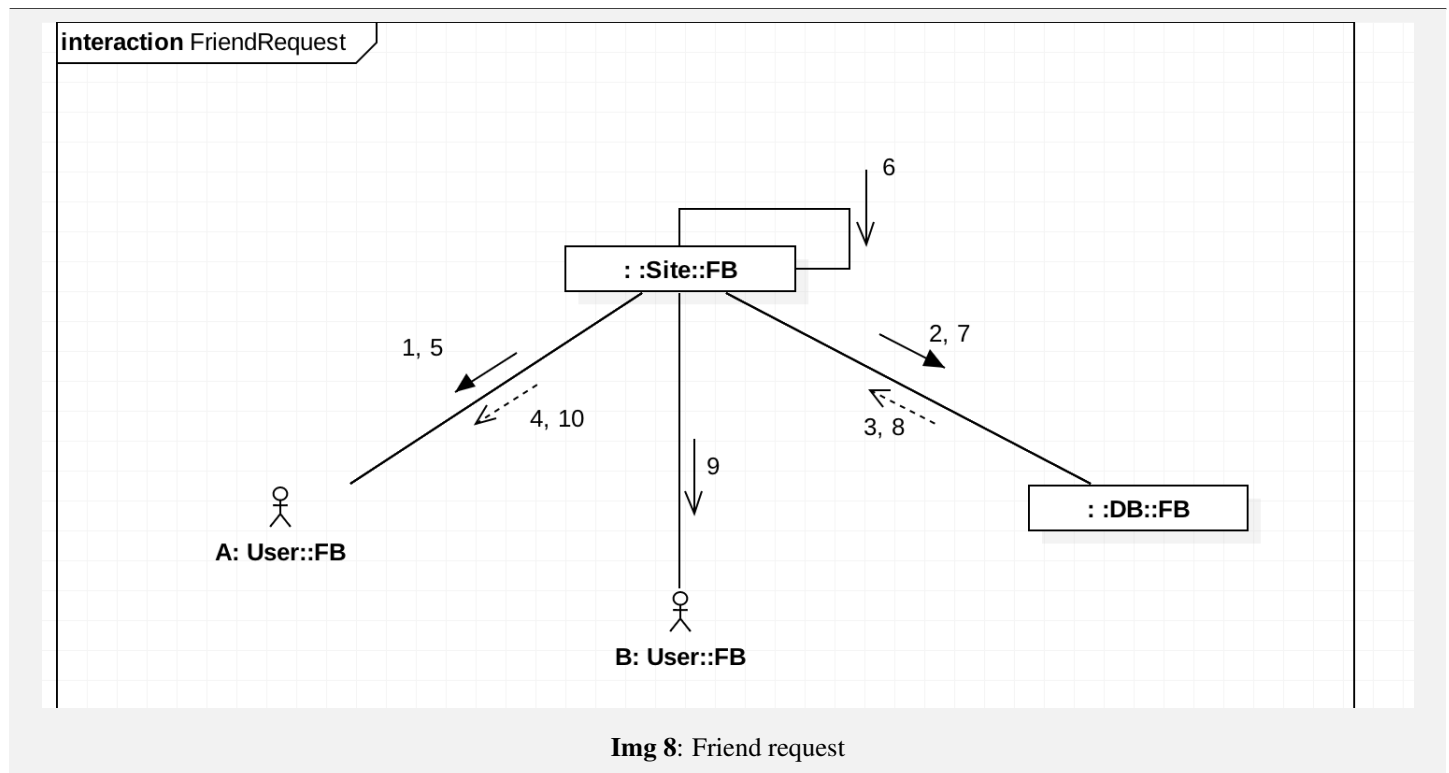 interaction FriendRequest
6
: :Site::FB
1, 5
2, 7
4, 10
3, 8
9
: :DB::FB
A: User::FB
B: User::FB
Img 8: Friend request